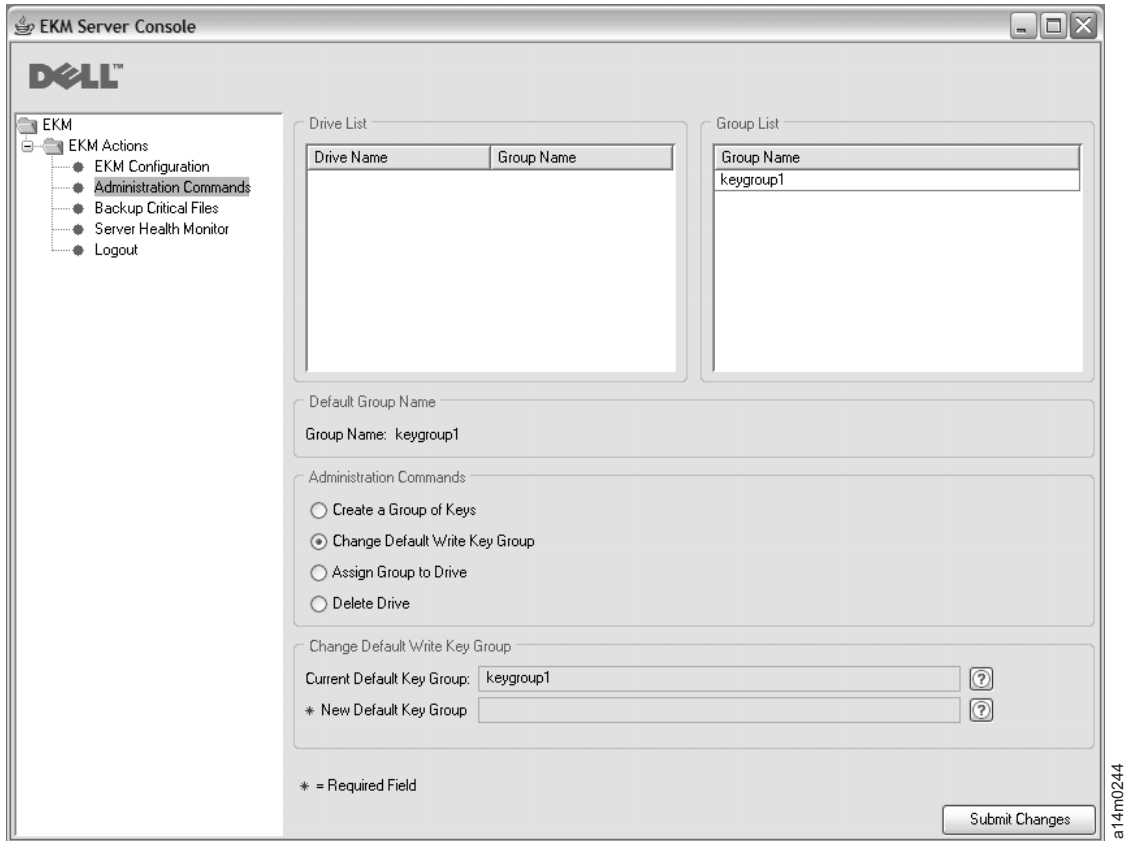 EKM Server Console
DELL™
EKM
EKM Actions
EKM Configuration
Administration Commands
Backup Critical Files
Server Health Monitor
Logout
Drive List
Drive Name Group Name
Group List
Group Name
keygroup1
Default Group Name
Group Name: keygroup1
Administration Commands
Create a Group of Keys
Change Default Write Key Group
Assign Group to Drive
Delete Drive
Change Default Write Key Group
Current Default Key Group: keygroup1 ?
* New Default Key Group ?
* = Required Field
Submit Changes
a14m0244